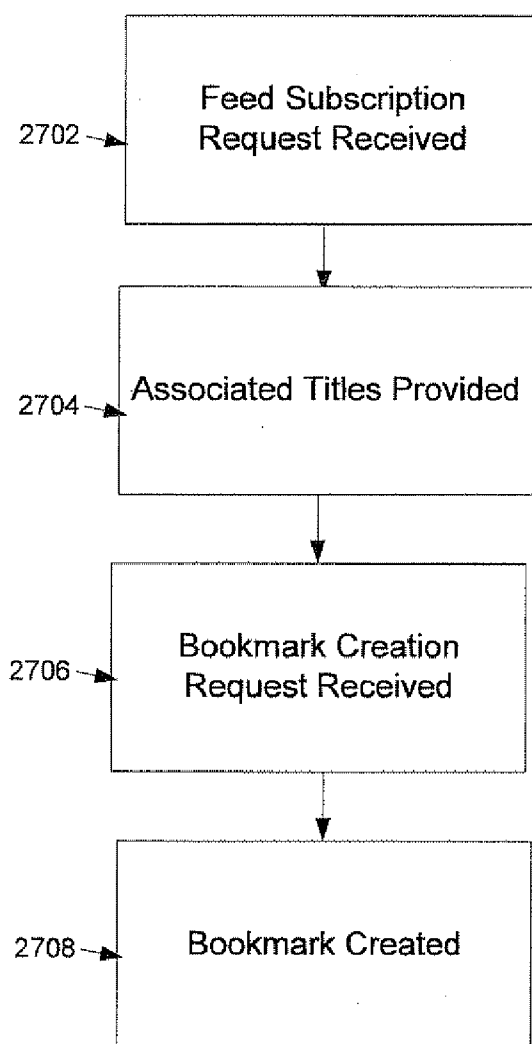 Feed Subscription
2702
Request Received
2704
Associated Titles Provided
Bookmark Creation
2706
Request Received
2708
Bookmark Created